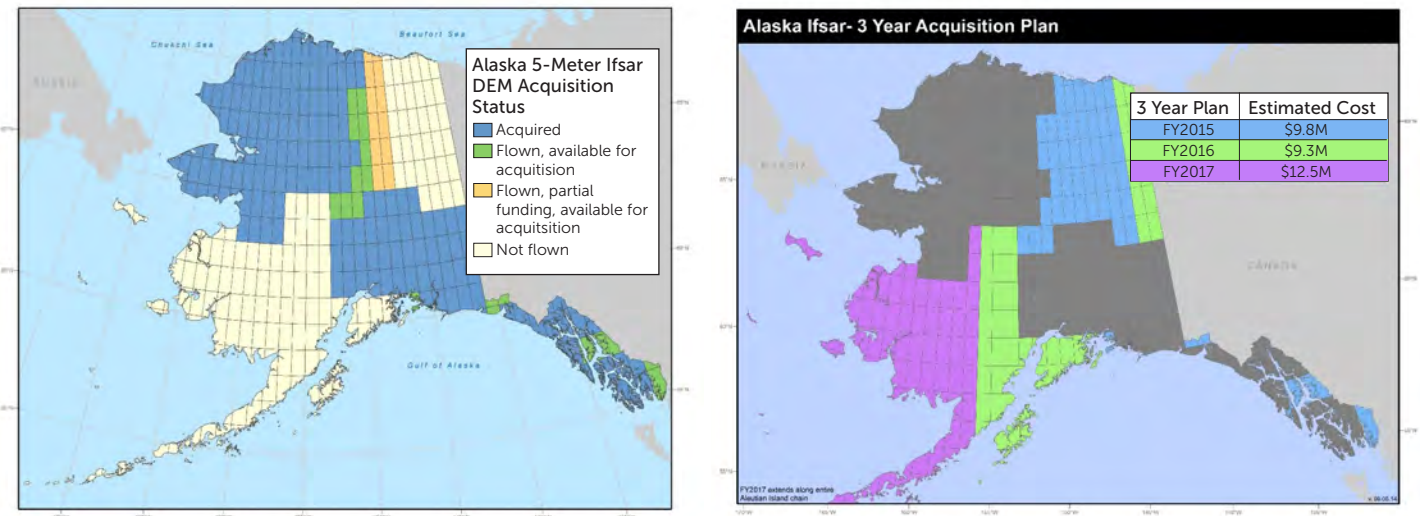 Chukchi Sea
Beaufort Sea
RUSSIA
Alaska 5-Meter Ifsar
DEM Acquisition
Status
Acquired
Flown, available for
acquitision
Flown, partial
funding, available for
acquitsition
Not flown
Gulf of Alaska
Alaska Ifsar- 3 Year Acquisition Plan
3 Year Plan Estimated Cost
FY2015 $9.8M
FY2016 $9.3M
FY2017 $12.5M
CANADA
FY2017 extends along entire
Aleutian Island chain